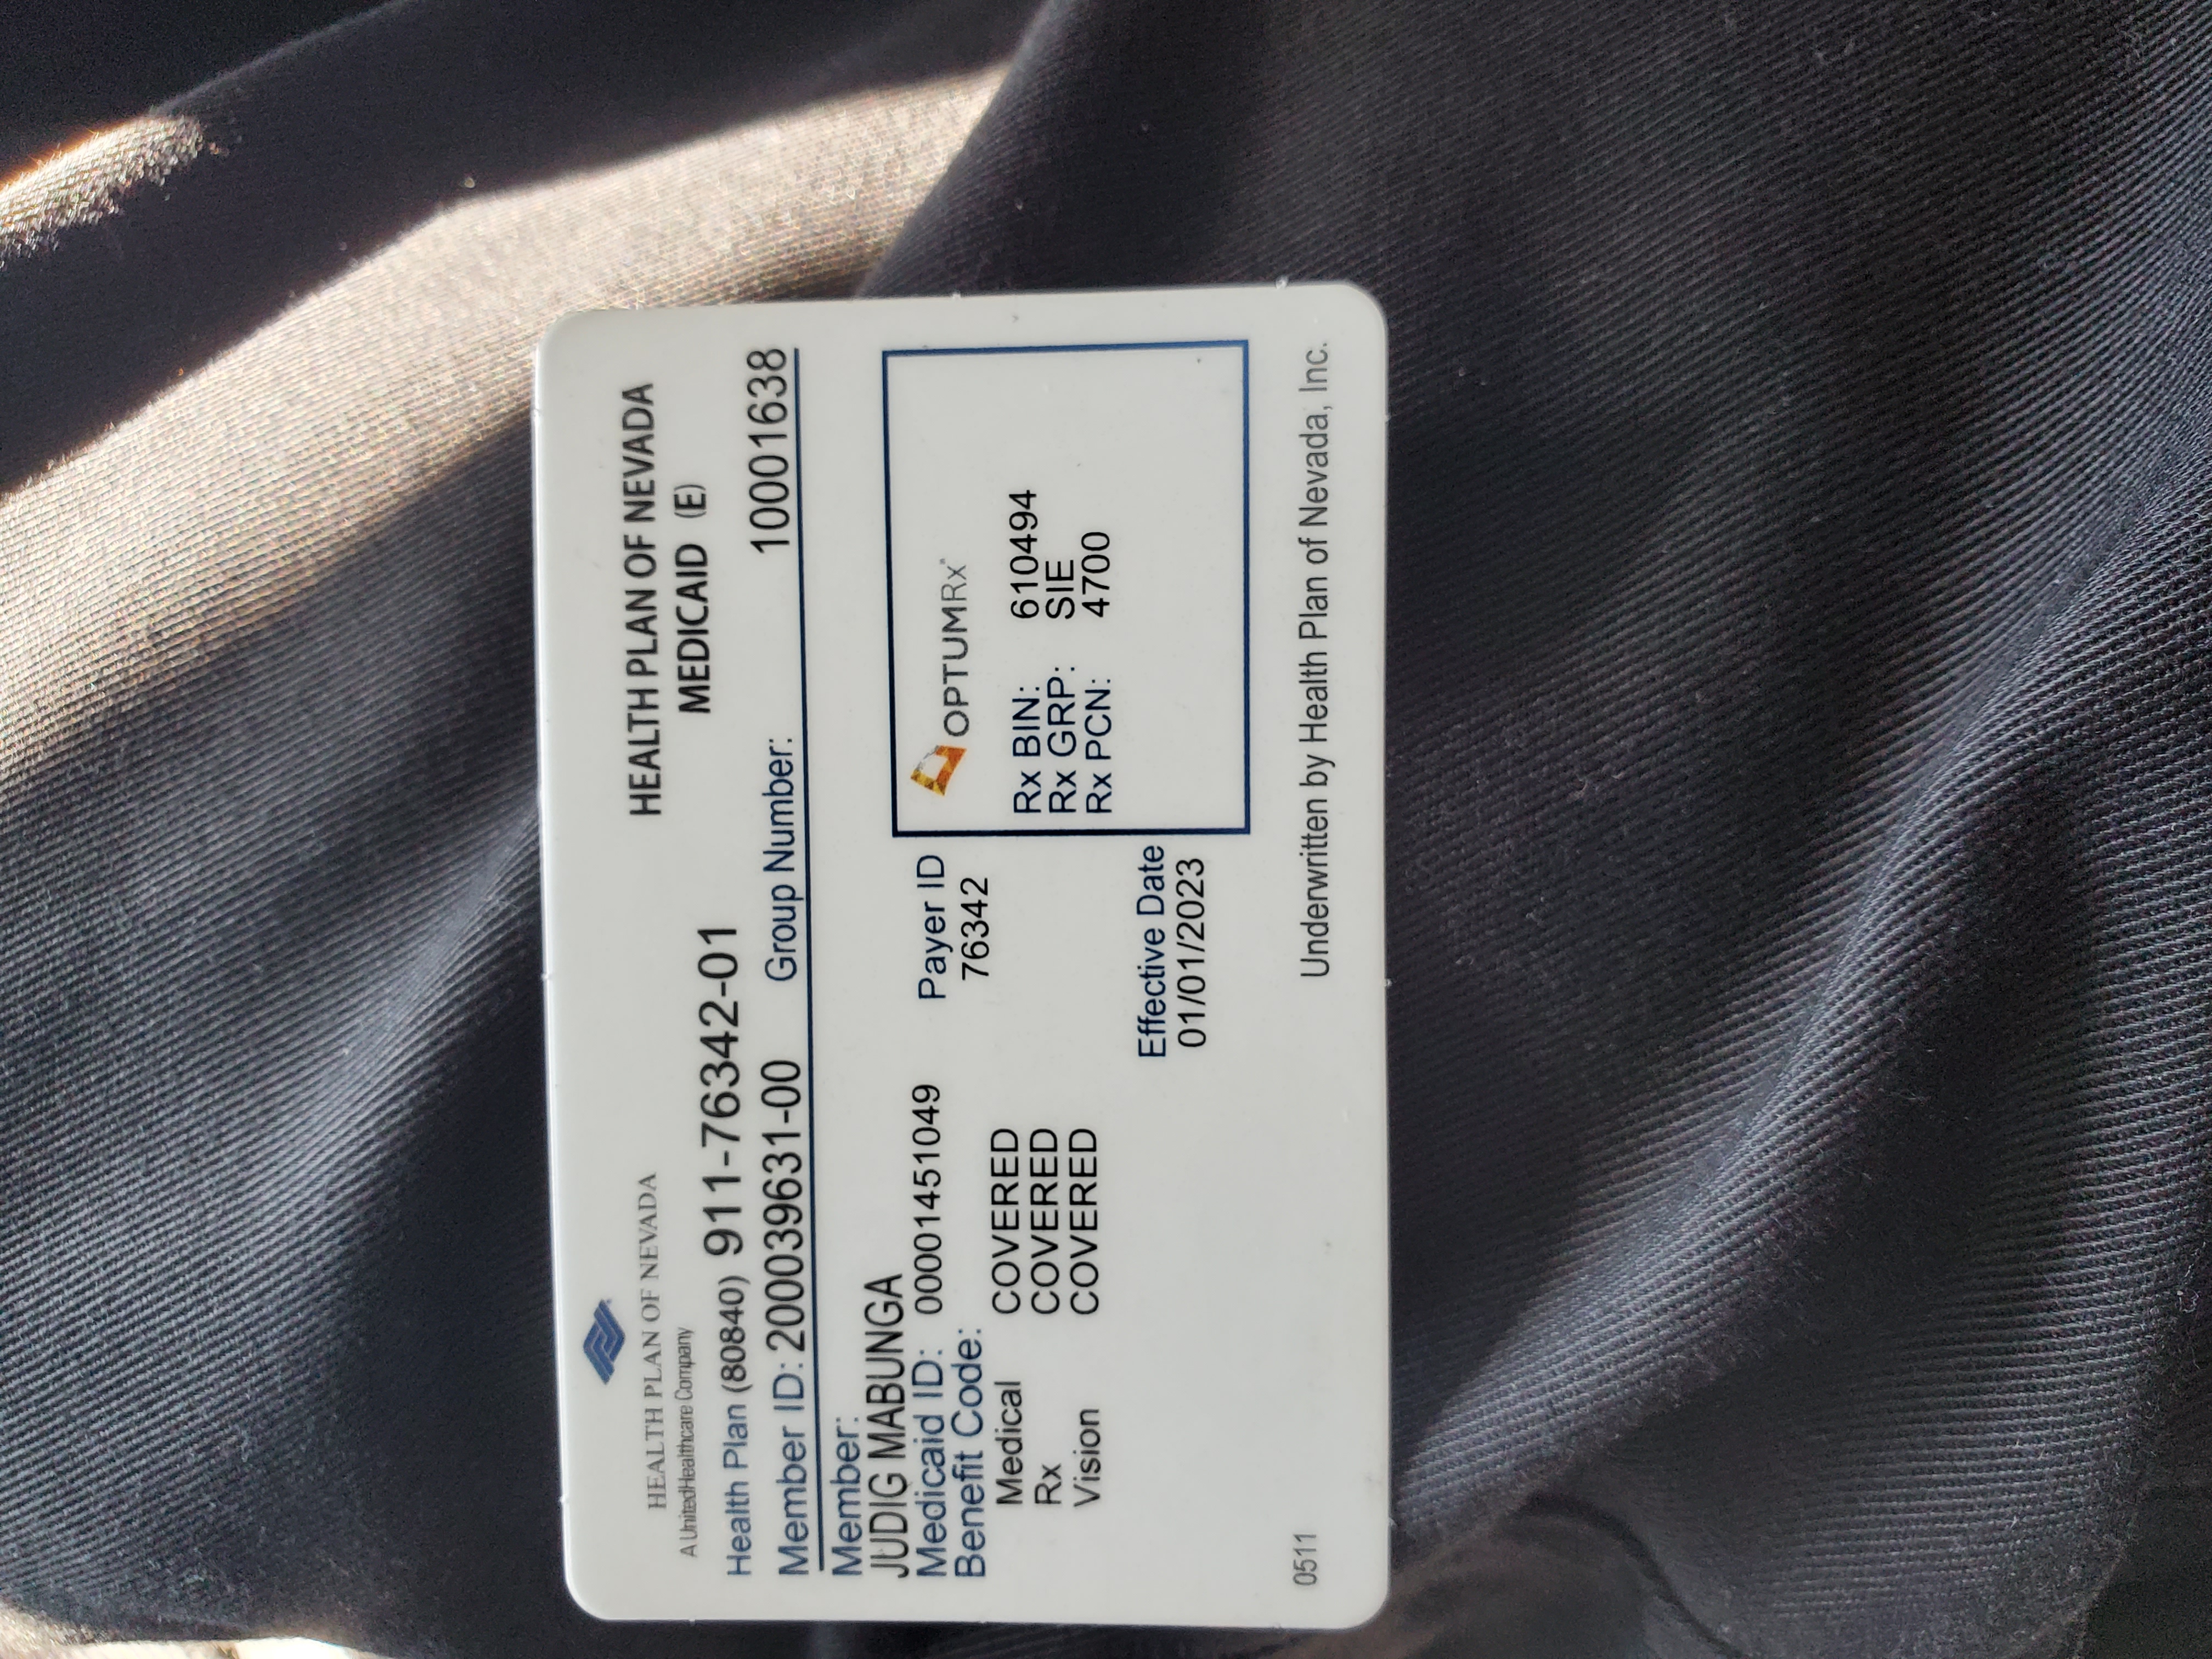 HEALTH PLAN OF NEVADA
A UnitedHealthcare Company
HEALTH PLAN OF NEVADA
MEDICAID (E)
Health Plan (80840) 911-76342-01
Member ID: 200039631-00 Group Number: 10001638
Member:
JUDIG MABUNGA
Medicaid ID: 00001451049
Benefit Code:
Medical COVERED
Rx COVERED
Vision COVERED
Payer ID
76342
Effective Date
01/01/2023
OPTUMRx
Rx BIN: 610494
Rx GRP: SIE
Rx PCN: 4700
0511
Underwritten by Health Plan of Nevada, Inc.